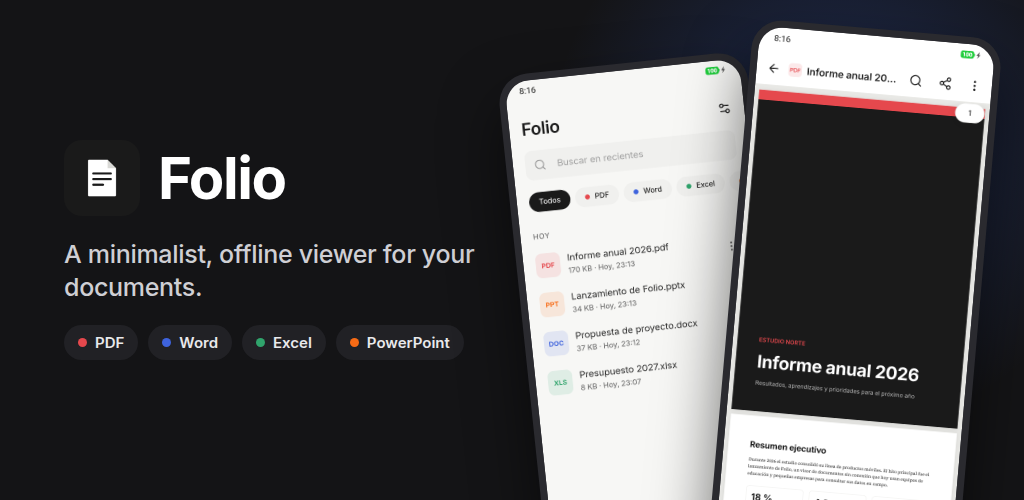 Folio
A minimalist, offline viewer for your
documents.
PDF
Word
Excel
PowerPoint
8:16
100
Folio
Buscar en recientes
Todos
PDF
Word
Excel
HOY
PDF
Informe anual 2026.pdf
170 KB · Hoy, 23:13
PPT
Lanzamiento de Folio.pptx
34 KB · Hoy, 23:13
DOC
Propuesta de proyecto.docx
37 KB · Hoy, 23:12
XLS
Presupuesto 2027.xlsx
8 KB · Hoy, 23:07
8:16
100
PDF
Informe anual 20...
1
ESTUDIO NORTE
Informe anual 2026
Resultados, aprendizajes y prioridades para el próximo año
Resumen ejecutivo
18 %